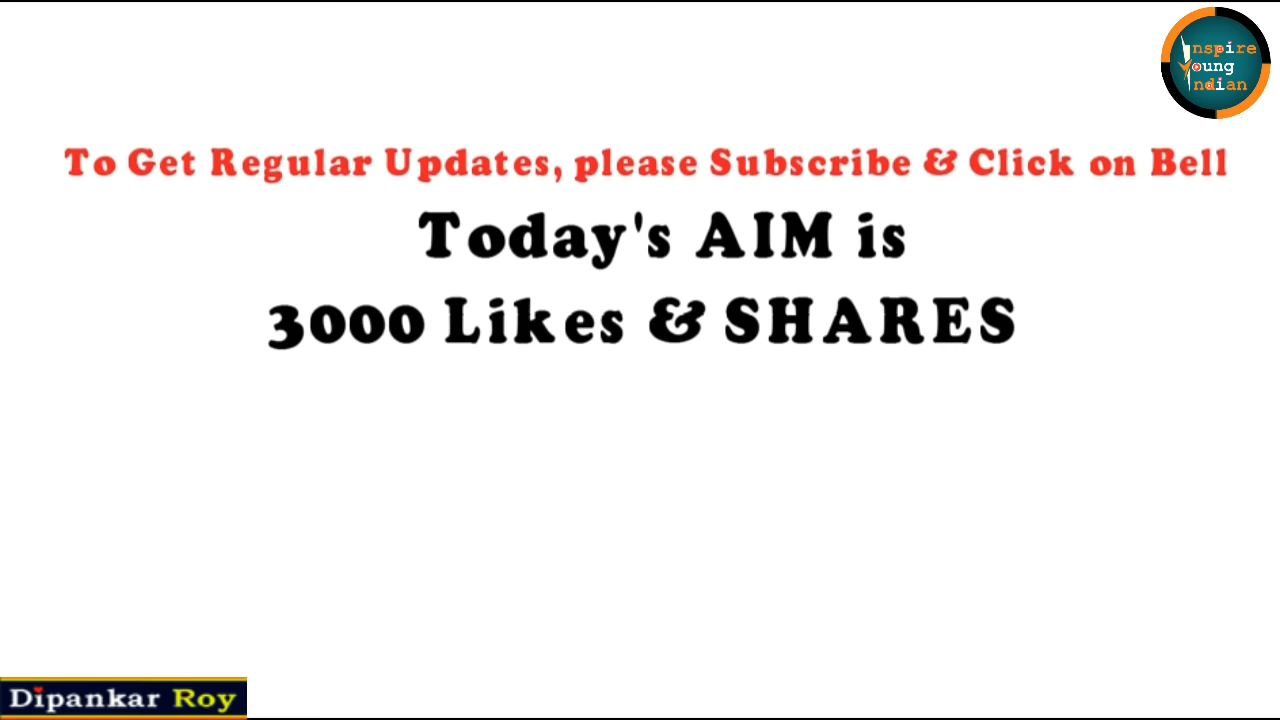 Inspire
Young
Indian
To Get Regular Updates, please Subscribe & Click on Bell
Today's AIM is
3000 Likes & SHARES
Dipankar Roy